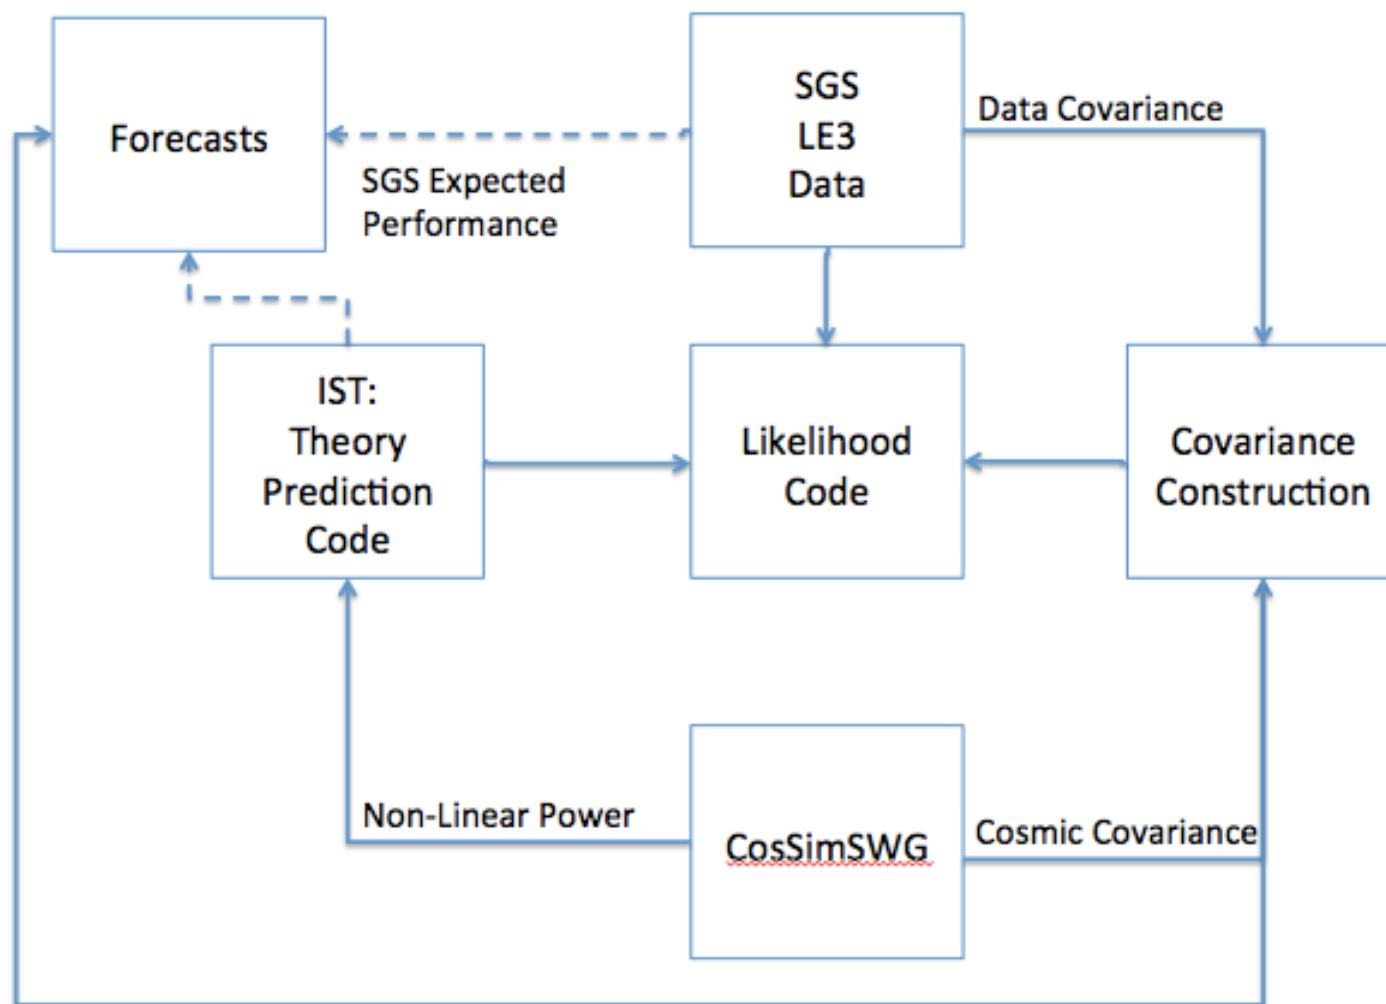 Forecasts
SGS
LE3
Data
Data Covariance
SGS Expected
Performance
IST:
Theory
Prediction
Code
Likelihood
Code
Covariance
Construction
Non-Linear Power
CosSimSWG
Cosmic Covariance